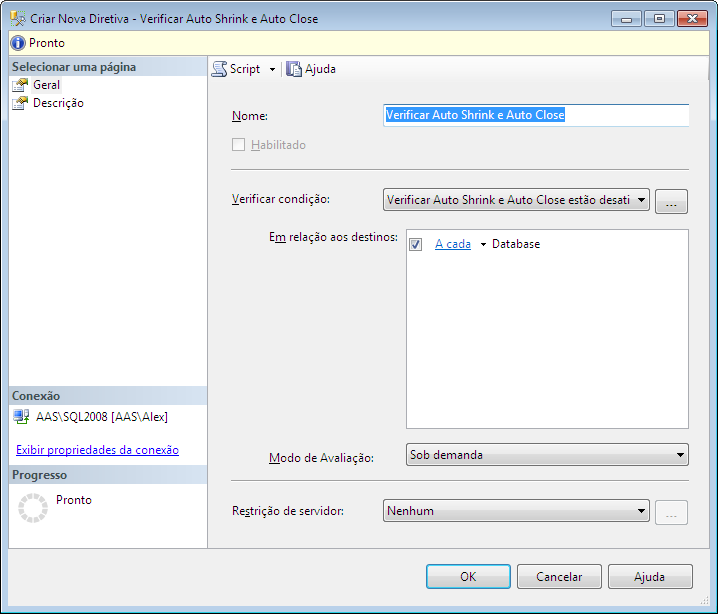 Criar Nova Diretiva - Verificar Auto Shrink e Auto Close
Pronto
Selecionar uma página
Geral
Descrição
Script
Ajuda
Nome:
Verificar Auto Shrink e Auto Close
Habilitado
Verificar condição:
Verificar Auto Shrink e Auto Close estão desati
...
Em relação aos destinos:
A cada
Database
Conexão
AAS\SQL2008 [AAS\Alex]
Exibir propriedades da conexão
Modo de Avaliação:
Sob demanda
Progresso
Pronto
Restrição de servidor:
Nenhum
...
OK
Cancelar
Ajuda